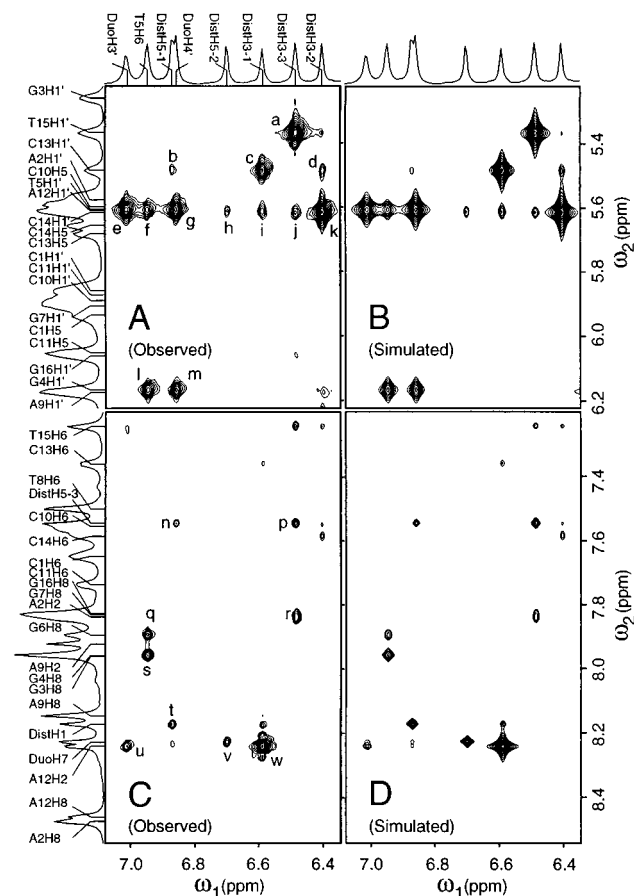 DuoH3'
T5H6
DistH5-1
DuoH4'
DistH5-2
DistH3-1
DistH3-3
DistH3-2
G3H1'
T15H1'
C13H1'
A2H1'
C10H5
T5H1'
A12H1'
C14H1'
C14H5
C13H5
C1H1'
C11H1'
C10H1'
G7H1'
C1H5
C11H5
G16H1'
G4H1'
A9H1'
a
b
c
d
e
f
g
h
i
j
k
A
(Observed)
l
m
B
(Simulated)
5.4
5.6
5.8
6.0
6.2
ω2 (ppm)
T15H6
C13H6
T8H6
DistH5-3
C10H6
C14H6
C1H6
C11H6
G16H8
G7H8
A2H2
G6H8
A9H2
G4H8
G3H8
A9H8
DistH1
DuoH7
A12H2
A12H8
A2H8
n
p
q
r
s
t
u
v
w
C
(Observed)
D
(Simulated)
7.4
7.6
7.8
8.0
8.2
8.4
ω2 (ppm)
7.0
6.8
6.6
6.4
7.0
6.8
6.6
6.4
ω1 (ppm)
ω1 (ppm)